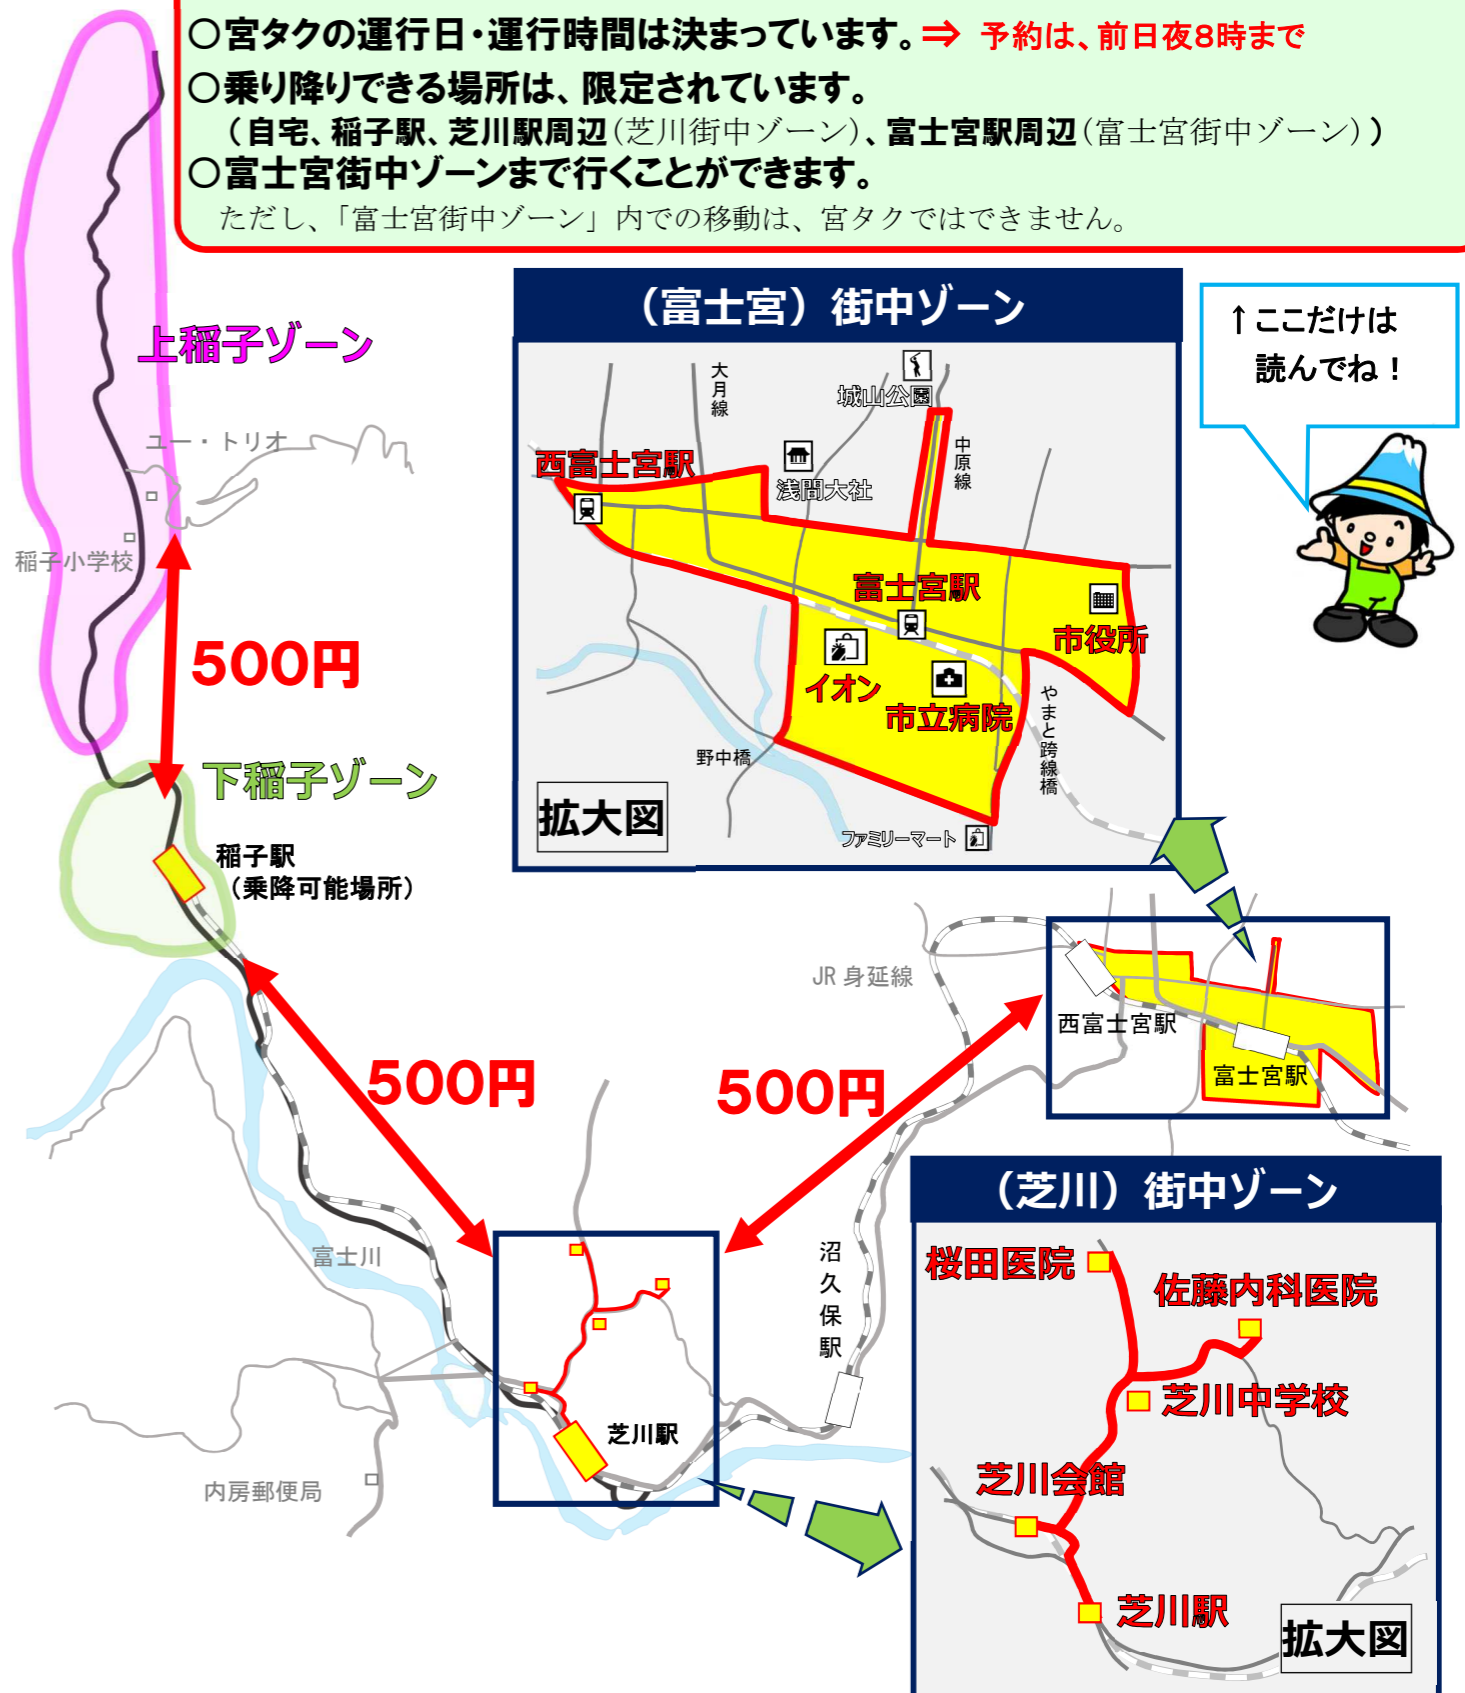 ○宮タクの運行日・運行時間は決まっています。⇒ 予約は、前日夜8時まで
○乗り降りできる場所は、限定されています。
（自宅、稲子駅、芝川駅周辺(芝川街中ゾーン)、富士宮駅周辺(富士宮街中ゾーン)）
○富士宮街中ゾーンまで行くことができます。
ただし、「富士宮街中ゾーン」内での移動は、宮タクではできません。
↑ここだけは
読んでね！
（富士宮）街中ゾーン
大月線
城山公園
中原線
西富士宮駅
浅間大社
富士宮駅
市役所
イオン
市立病院
やまと跨線橋
野中橋
拡大図
ファミリーマート
上稲子ゾーン
ユー・トリオ
稲子小学校
500円
下稲子ゾーン
稲子駅
（乗降可能場所）
JR 身延線
西富士宮駅
富士宮駅
500円
500円
富士川
沼久保駅
芝川駅
内房郵便局
（芝川）街中ゾーン
桜田医院
佐藤内科医院
芝川中学校
芝川会館
芝川駅
拡大図